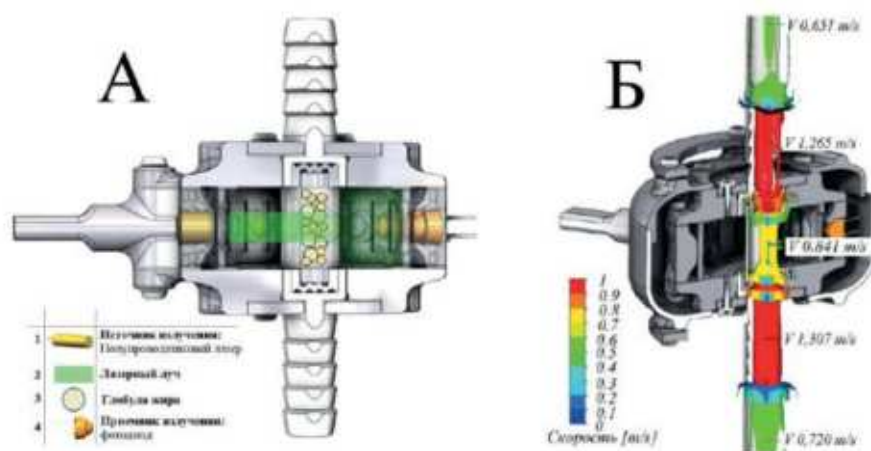 А
1 Источник излучения:
Полупроводниковый лазер
2 Лазерный луч
3 Глобула жира
4 Приемник излучения:
фотодиод
Б
V 0,651 m/s
V 1,265 m/s
V 0,841 m/s
V 1,307 m/s
V 0,720 m/s
1
0.9
0.8
0.7
0.6
0.5
0.4
0.3
0.2
0.1
0
Скорость [m/s]